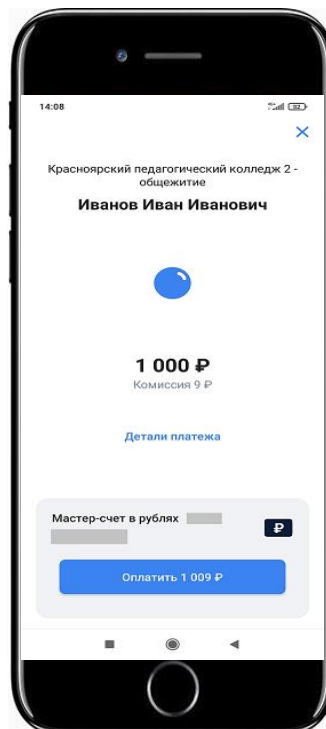 14:08
Красноярский педагогический колледж 2 -
общежитие
Иванов Иван Иванович
1 000 ₽
Комиссия 9 ₽
Детали платежа
Мастер-счет в рублях
₽
Оплатить 1 009 ₽